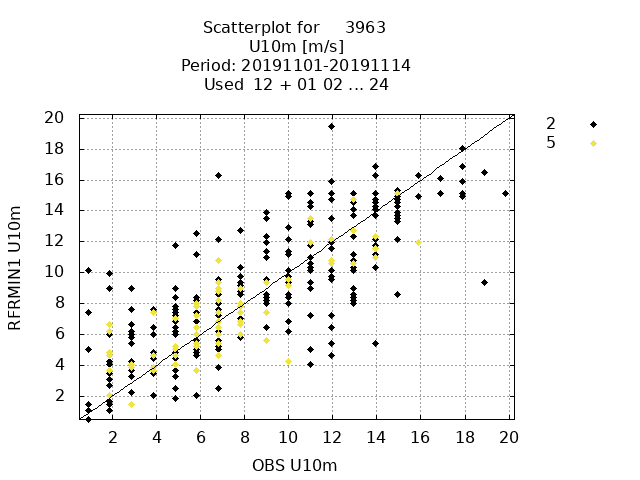 Scatterplot for 3963
U10m [m/s]
Period: 20191101-20191114
Used 12 + 01 02 ... 24
2
5
20
18
16
14
12
10
8
6
4
2
RFRMIN1 U10m
2 4 6 8 10 12 14 16 18 20
OBS U10m